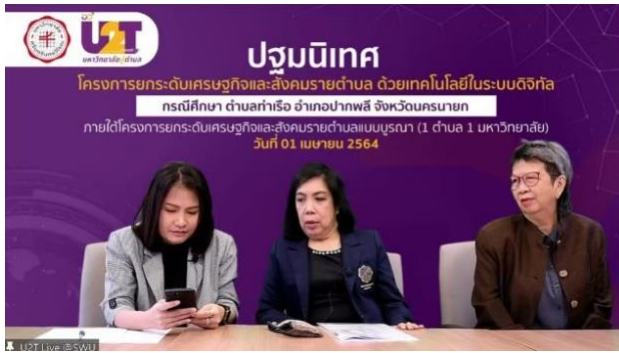 U2T
มหาวิทยาลัยสู่ตำบล
ปฐมนิเทศ
โครงการยกระดับเศรษฐกิจและสังคมรายตำบล ด้วยเทคโนโลยีในระบบดิจิทัล
กรณีศึกษา ตำบลท่าเรือ อำเภอปากพลี จังหวัดนครนายก
ภายใต้โครงการยกระดับเศรษฐกิจและสังคมรายตำบลแบบบูรณา (1 ตำบล 1 มหาวิทยาลัย)
วันที่ 01 เมษายน 2564
U2T Live @SWU